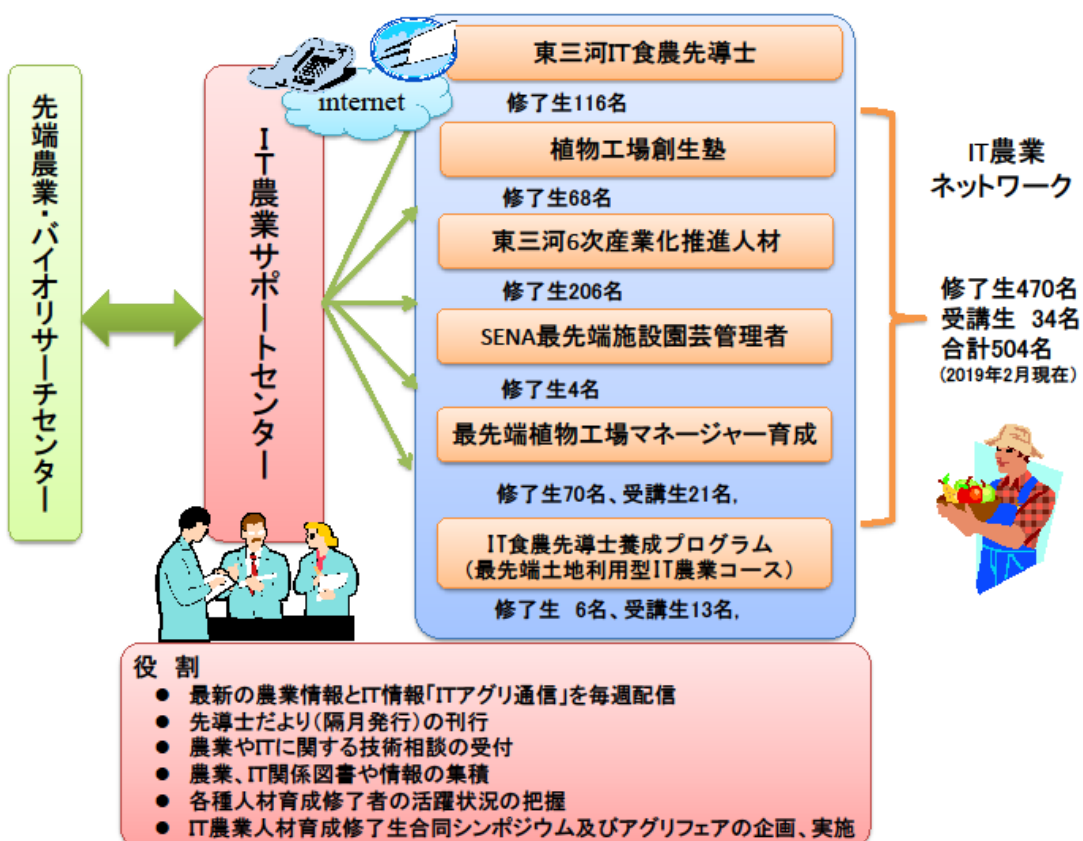 先端農業・バイオリサーチセンター
IT農業サポートセンター
internet
東三河IT食農先導士
修了生116名
植物工場創生塾
修了生68名
東三河6次産業化推進人材
修了生206名
SENA最先端施設園芸管理者
修了生4名
最先端植物工場マネージャー育成
修了生70名、受講生21名,
IT食農先導士養成プログラム
(最先端土地利用型IT農業コース)
修了生 6名、受講生13名,
IT農業
ネットワーク
修了生470名
受講生 34名
合計504名
(2019年2月現在)
役 割
● 最新の農業情報とIT情報「ITアグリ通信」を毎週配信
● 先導士だより(隔月発行)の刊行
● 農業やITに関する技術相談の受付
● 農業、IT関係図書や情報の集積
● 各種人材育成修了者の活躍状況の把握
● IT農業人材育成修了生合同シンポジウム及びアグリフェアの企画、実施